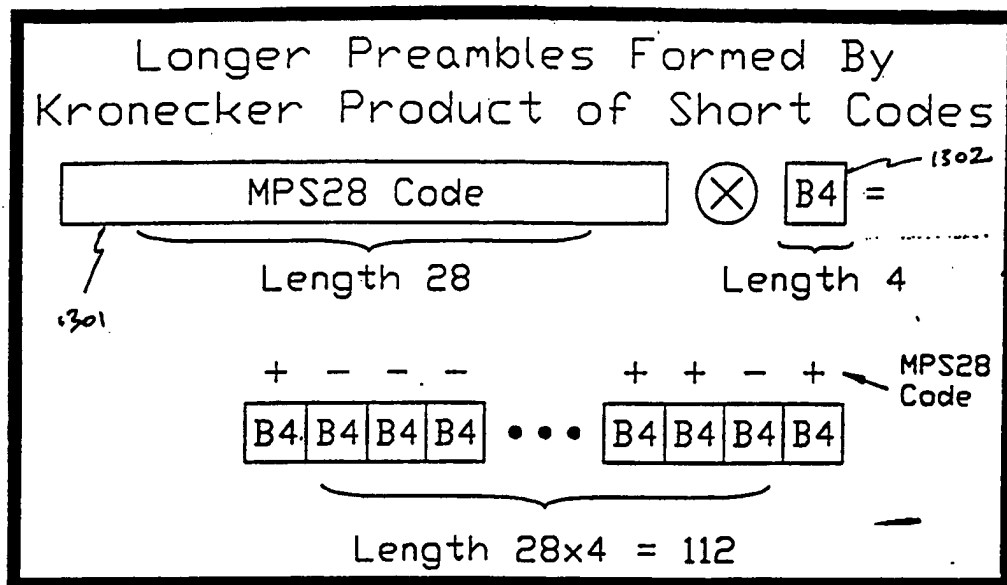 Longer Preambles Formed By
Kronecker Product of Short Codes
1302
MPS28 Code ⊗ B4 =
Length 28 Length 4
1301
+ - - - + + - + MPS28
Code
B4 B4 B4 B4 ••• B4 B4 B4 B4
Length 28x4 = 112